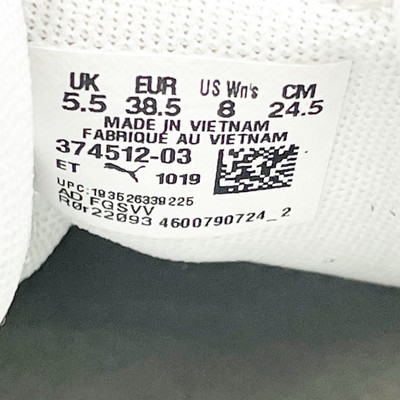 UK EUR US Wn's CM
5.5 38.5 8 24.5
MADE IN VIETNAM
FABRIQUÉ AU VIETNAM
374512-03
ET 1019
UPC:193526339225
AD FGSVV
R0r22093 4600790724_2